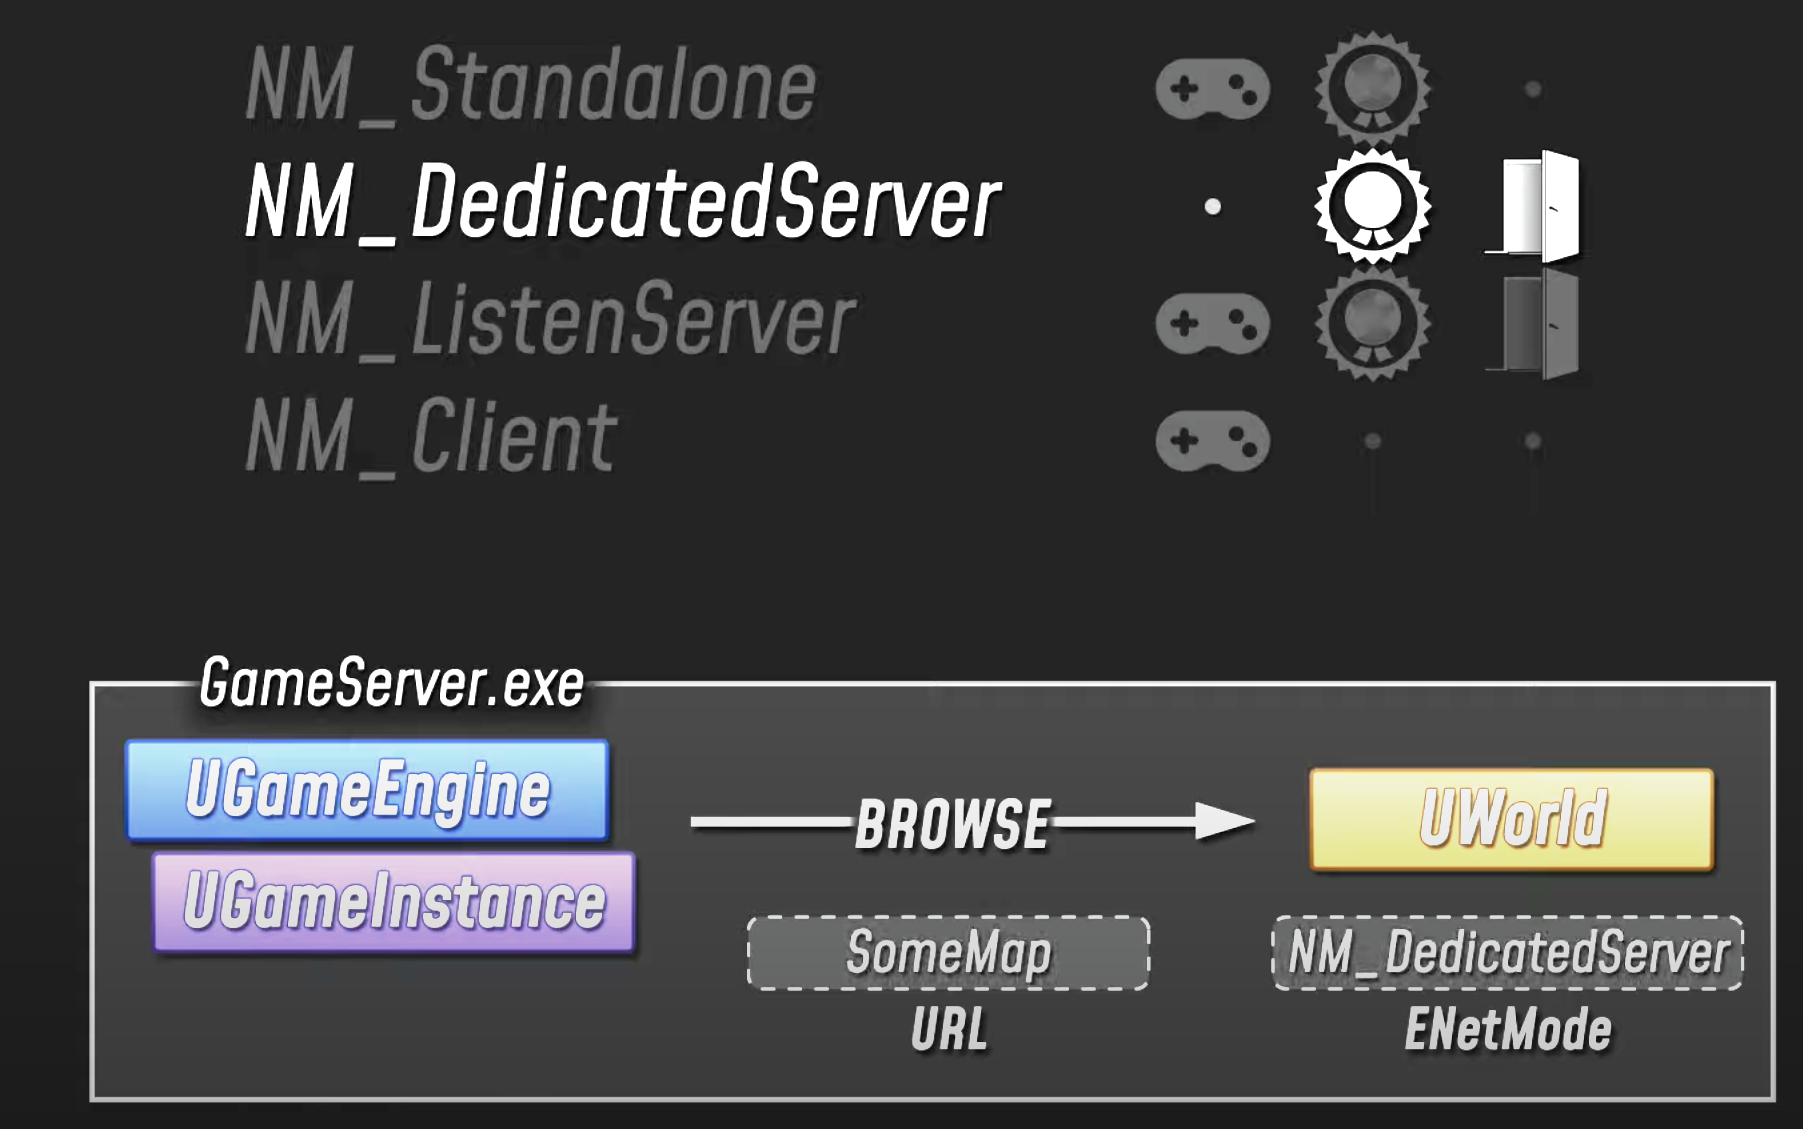 NM_Standalone
NM_DedicatedServer
NM_ListenServer
NM_Client
GameServer.exe
UGameEngine
UGameInstance
BROWSE
UWorld
SomeMap
URL
NM_DedicatedServer
ENetMode